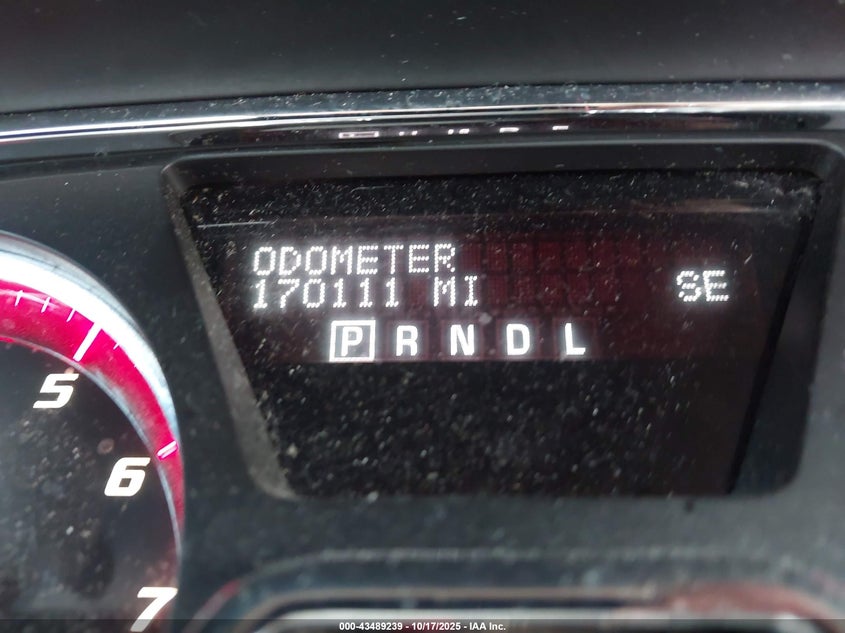 ODOMETER
170111 MI SE
P R N D L
5
6
7
000-43489239 - 10/17/2025 - IAA Inc.